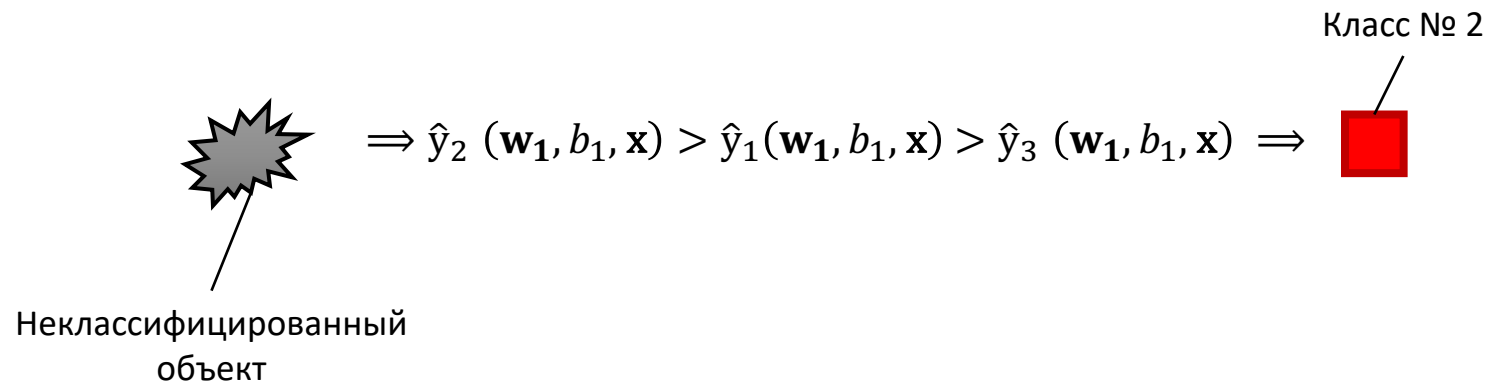 Класс № 2
⟹ ŷ₂ (𝐰₁, b₁, 𝐱) > ŷ₁(𝐰₁, b₁, 𝐱) > ŷ₃ (𝐰₁, b₁, 𝐱) ⟹
Неклассифицированный
объект